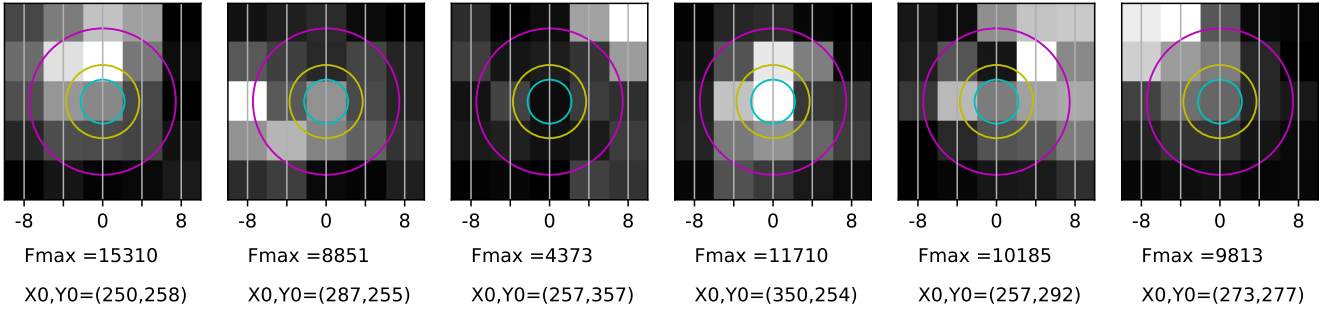 -8 0 8 -8 0 8 -8 0 8 -8 0 8 -8 0 8 -8 0 8
Fmax =15310 Fmax =8851 Fmax =4373 Fmax =11710 Fmax =10185 Fmax =9813
X0,Y0=(250,258) X0,Y0=(287,255) X0,Y0=(257,357) X0,Y0=(350,254) X0,Y0=(257,292) X0,Y0=(273,277)